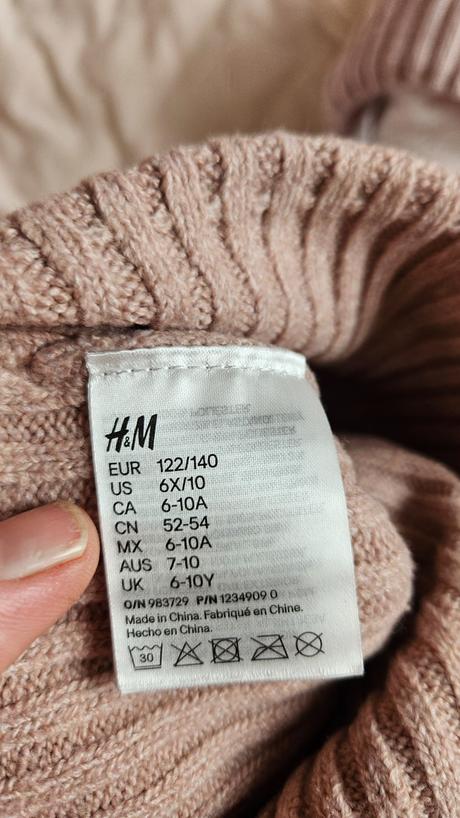 H&M
EUR 122/140
US 6X/10
CA 6-10A
CN 52-54
MX 6-10A
AUS 7-10
UK 6-10Y
O/N 983729 P/N 1234909 0
Made in China. Fabriqué en Chine.
Hecho en China.
30